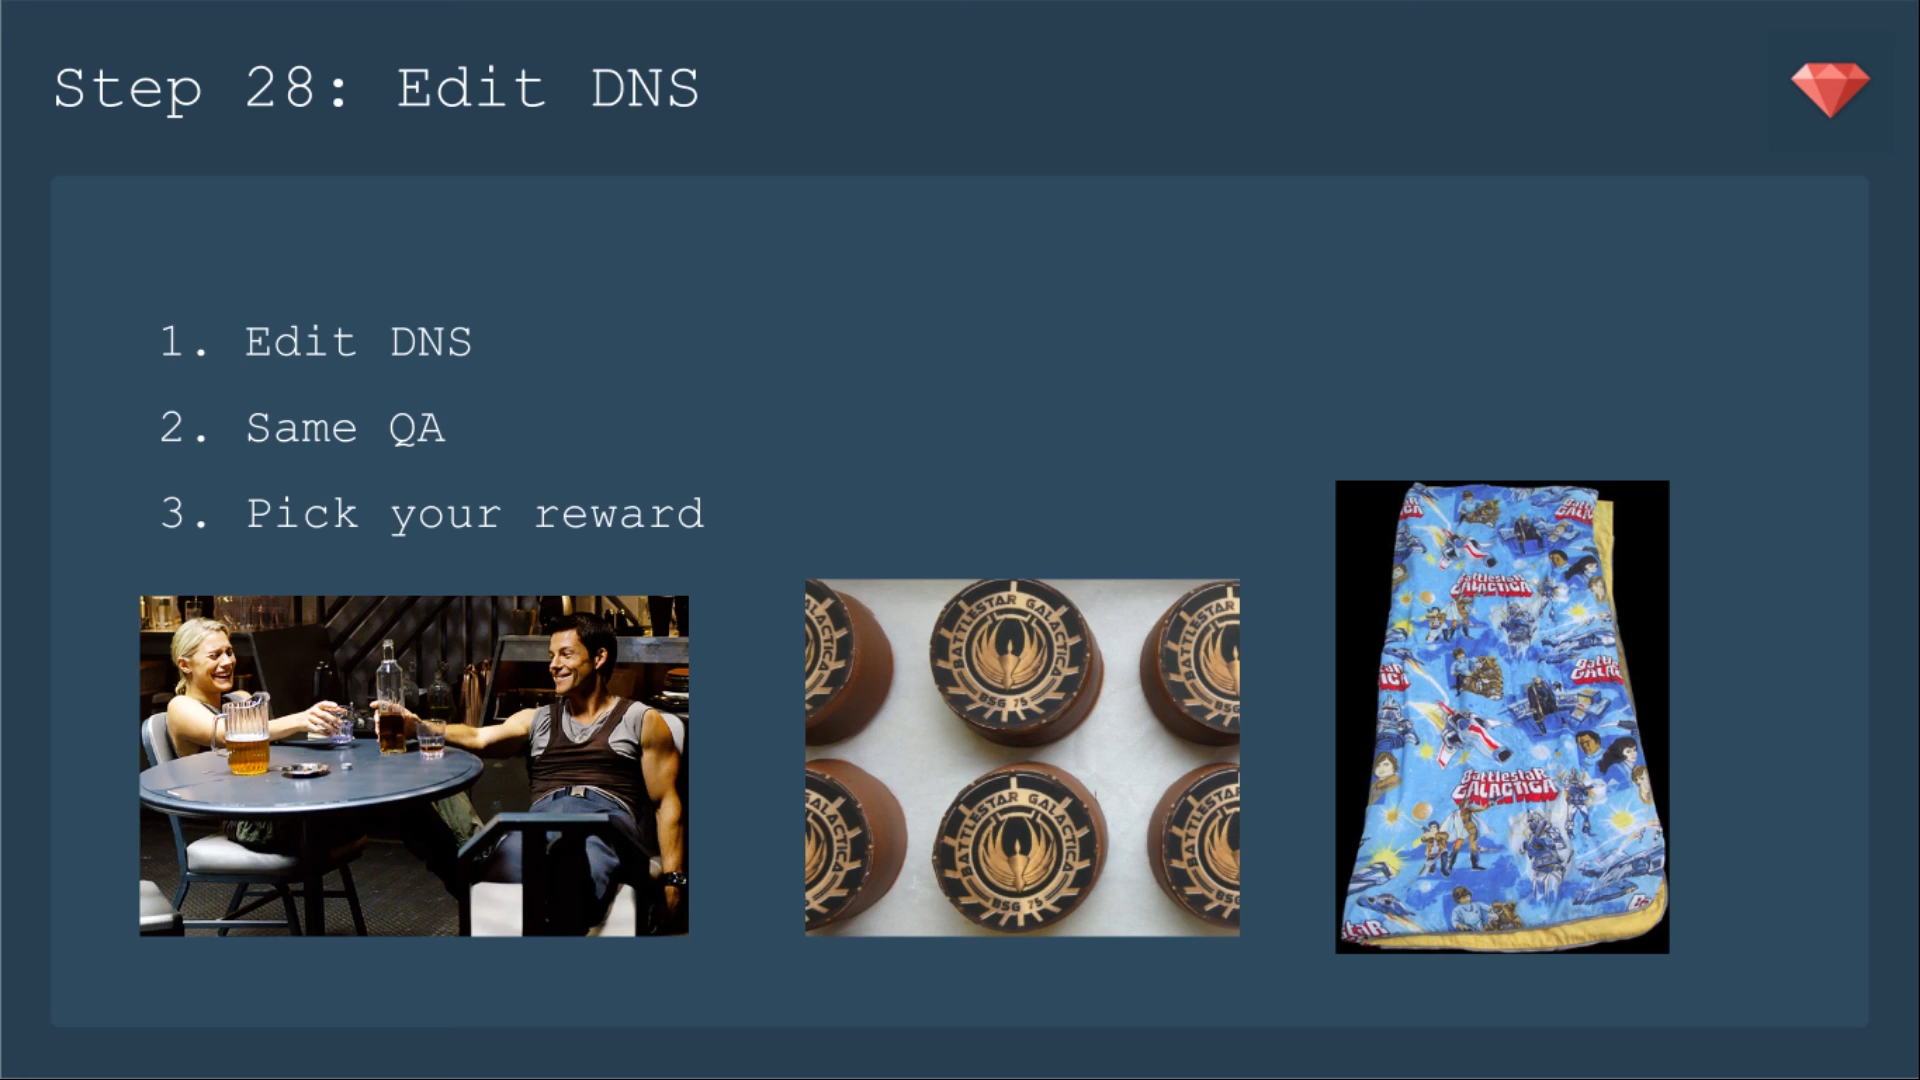 Step 28: Edit DNS
1. Edit DNS
2. Same QA
3. Pick your reward
BATTLESTAR GALACTICA
BSG 75
BATTLESTAR GALACTICA
BSG 75
BattlestaR
GALACTICA
BattlestaR
GALACTICA